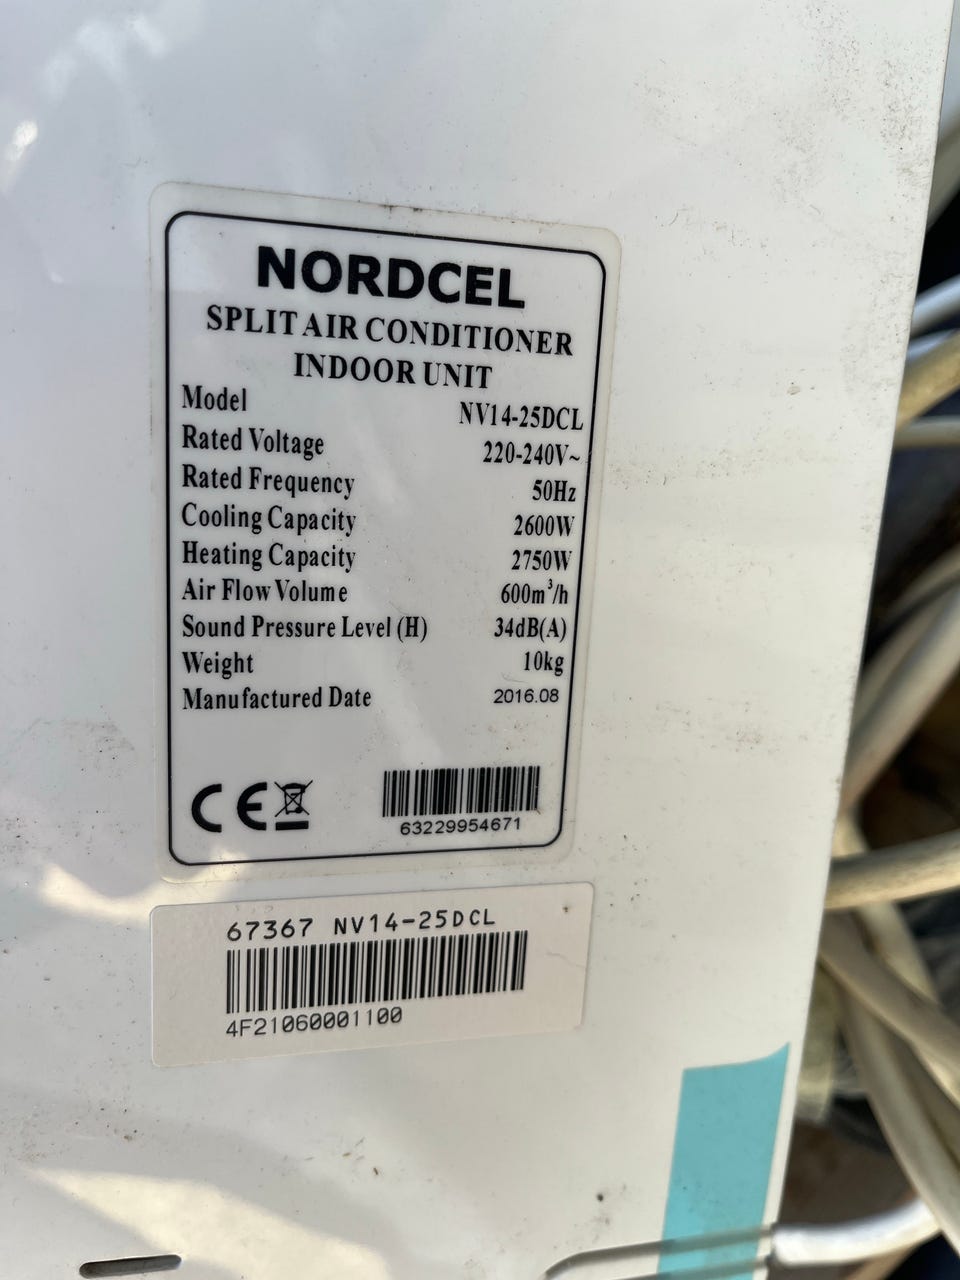 NORDCEL
SPLIT AIR CONDITIONER
INDOOR UNIT
Model NV14-25DCL
Rated Voltage 220-240V~
Rated Frequency 50Hz
Cooling Capacity 2600W
Heating Capacity 2750W
Air Flow Volume 600m³/h
Sound Pressure Level (H) 34dB(A)
Weight 10kg
Manufactured Date 2016.08
CE
63229954671
67367 NV14-25DCL
4F21060001100